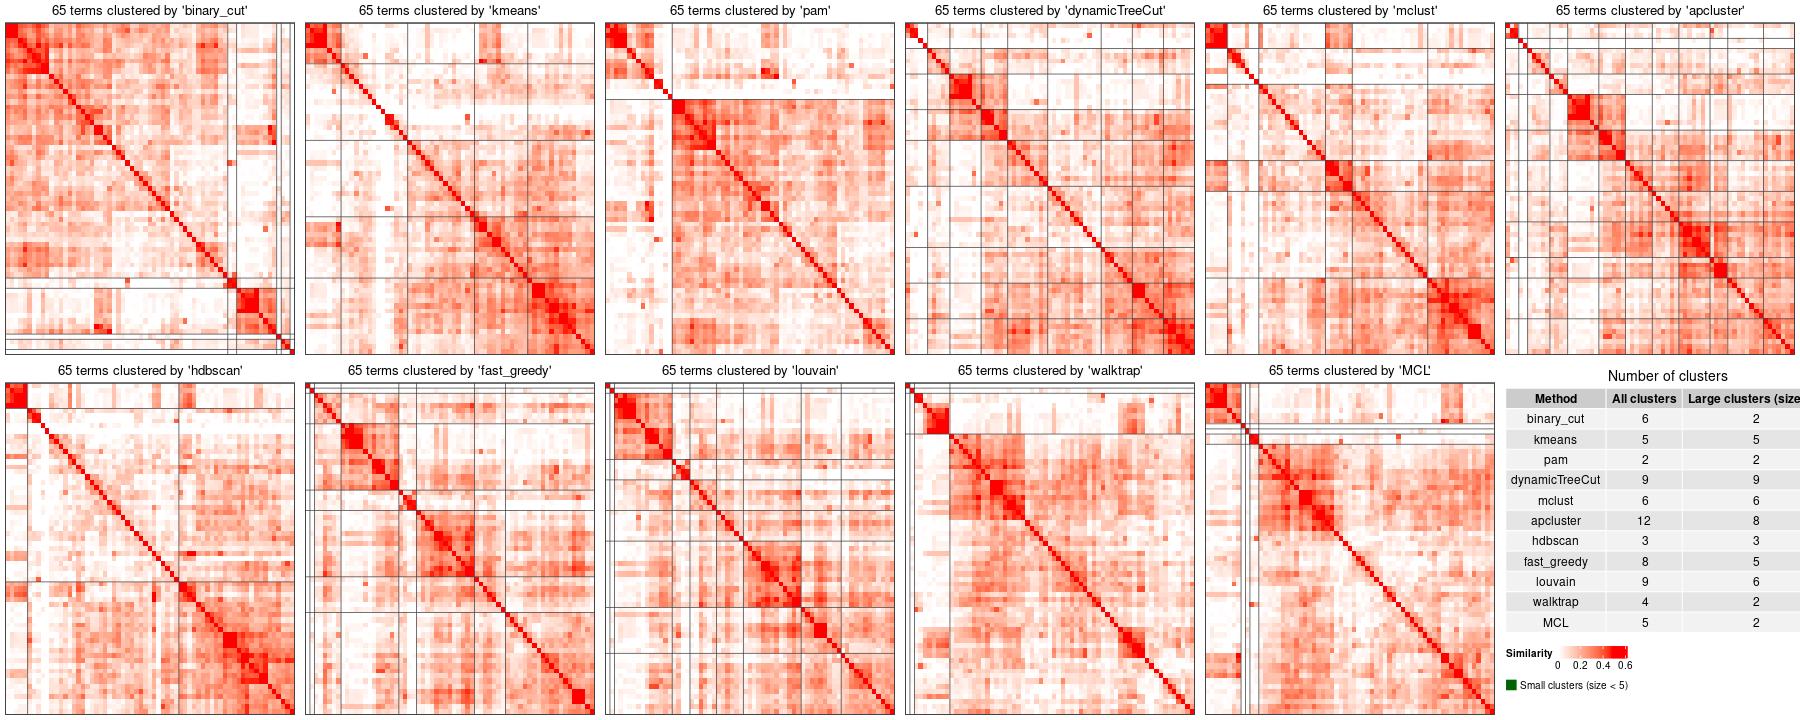 65 terms clustered by 'binary_cut'
65 terms clustered by 'kmeans'
65 terms clustered by 'pam'
65 terms clustered by 'dynamicTreeCut'
65 terms clustered by 'mclust'
65 terms clustered by 'apcluster'
65 terms clustered by 'hdbscan'
65 terms clustered by 'fast_greedy'
65 terms clustered by 'louvain'
65 terms clustered by 'walktrap'
65 terms clustered by 'MCL'
Number of clusters
Method All clusters Large clusters (size
binary_cut 6 2
kmeans 5 5
pam 2 2
dynamicTreeCut 9 9
mclust 6 6
apcluster 12 8
hdbscan 3 3
fast_greedy 8 5
louvain 9 6
walktrap 4 2
MCL 5 2
Similarity
0 0.2 0.4 0.6
Small clusters (size < 5)